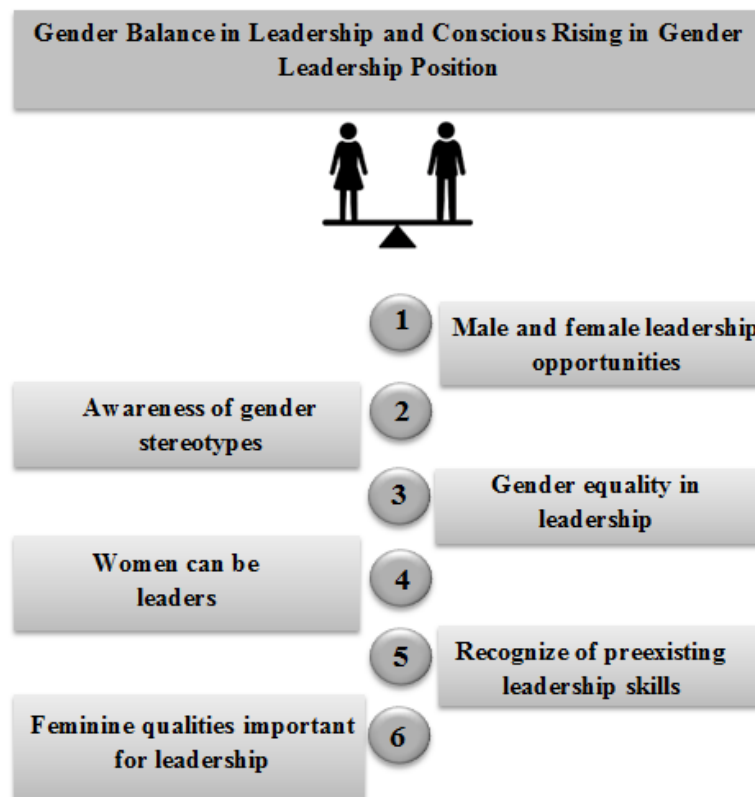 Gender Balance in Leadership and Conscious Rising in Gender
Leadership Position
1
Male and female leadership
opportunities
Awareness of gender
stereotypes
2
3
Gender equality in
leadership
Women can be
leaders
4
5
Recognize of preexisting
leadership skills
Feminine qualities important
for leadership
6